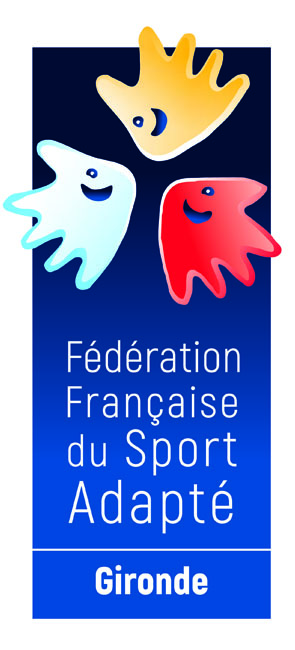 Fédération
Française
du Sport
Adapté
Gironde